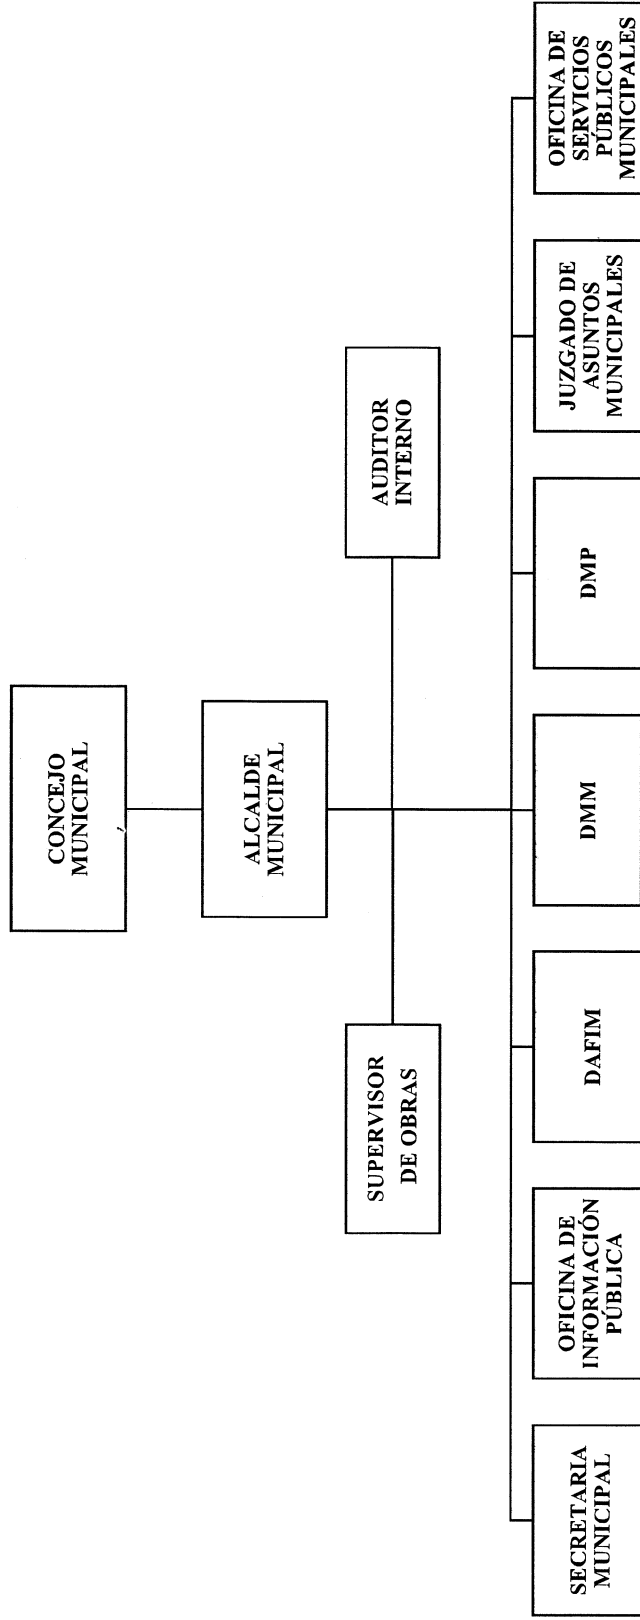 CONCEJO
MUNICIPAL
ALCALDE
MUNICIPAL
SUPERVISOR
DE OBRAS
AUDITOR
INTERNO
SECRETARIA
MUNICIPAL
OFICINA DE
INFORMACIÓN
PÚBLICA
DAFIM
DMM
DMP
JUZGADO DE
ASUNTOS
MUNICIPALES
OFICINA DE
SERVICIOS
PÚBLICOS
MUNICIPALES